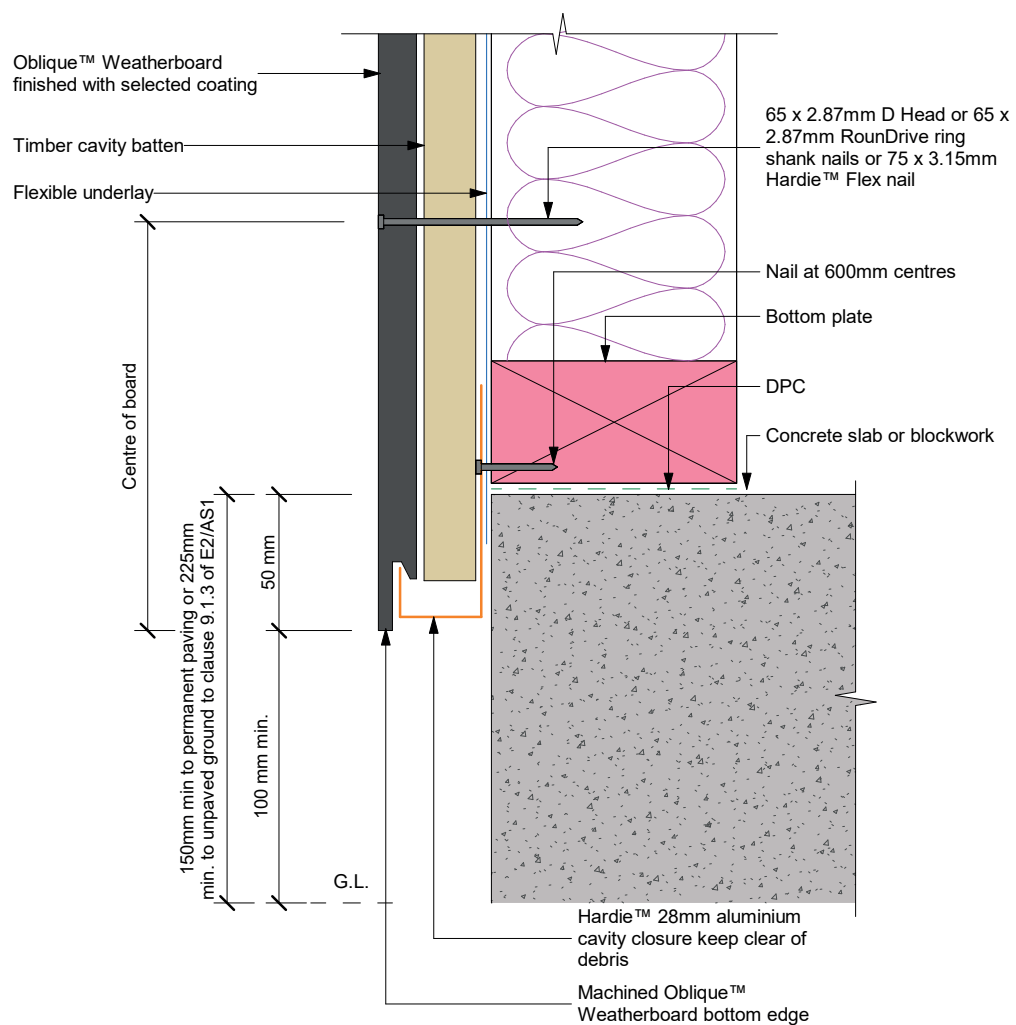 Oblique™ Weatherboard
finished with selected coating
Timber cavity batten
Flexible underlay
65 x 2.87mm D Head or 65 x
2.87mm RounDrive ring
shank nails or 75 x 3.15mm
Hardie™ Flex nail
Nail at 600mm centres
Bottom plate
DPC
Concrete slab or blockwork
Centre of board
150mm min to permanent paving or 225mm
min. to unpaved ground to clause 9.1.3 of E2/AS1
50 mm
100 mm min.
G.L.
Hardie™ 28mm aluminium
cavity closure keep clear of
debris
Machined Oblique™
Weatherboard bottom edge